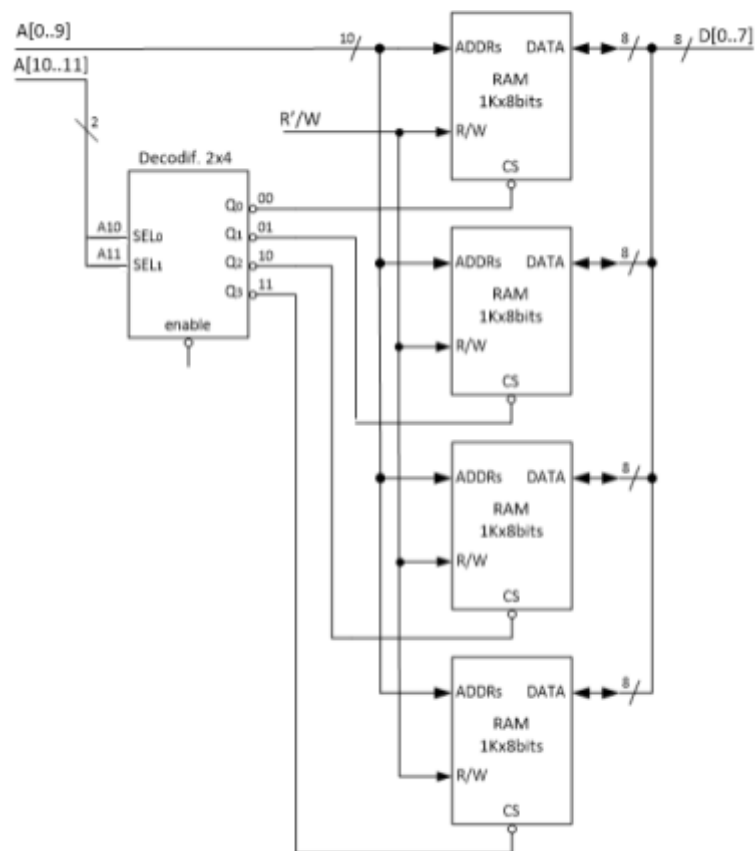 A[0..9]
10
A[10..11]
2
R'/W
Decodif. 2x4
A10 SEL0
A11 SEL1
Q0 00
Q1 01
Q2 10
Q3 11
enable
ADDRs DATA
RAM
1Kx8bits
R/W
CS
8
8
D[0..7]
ADDRs DATA
RAM
1Kx8bits
R/W
CS
8
ADDRs DATA
RAM
1Kx8bits
R/W
CS
8
ADDRs DATA
RAM
1Kx8bits
R/W
CS
8